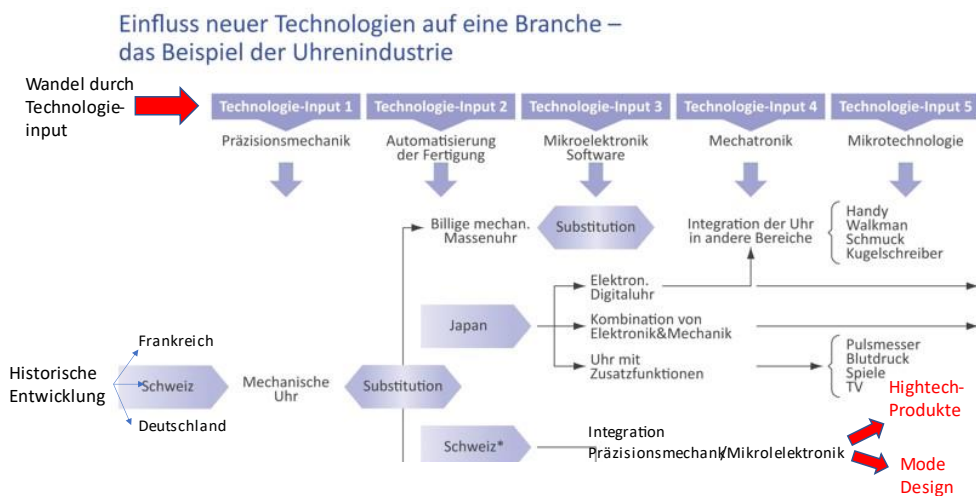 Einfluss neuer Technologien auf eine Branche –
das Beispiel der Uhrenindustrie
Wandel durch
Technologie-
input
Technologie-Input 1
Technologie-Input 2
Technologie-Input 3
Technologie-Input 4
Technologie-Input 5
Präzisionsmechanik
Automatisierung
der Fertigung
Mikroelektronik
Software
Mechatronik
Mikrotechnologie
Billige mechan.
Massenuhr
Substitution
Integration der Uhr
in andere Bereiche
Handy
Walkman
Schmuck
Kugelschreiber
Japan
Elektron.
Digitaluhr
Kombination von
Elektronik&Mechanik
Uhr mit
Zusatzfunktionen
Pulsmesser
Blutdruck
Spiele
TV
Historische
Entwicklung
Frankreich
Schweiz
Deutschland
Mechanische
Uhr
Substitution
Schweiz*
Integration
Präzisionsmechank/Mikrolelektronik
Hightech-
Produkte
Mode
Design